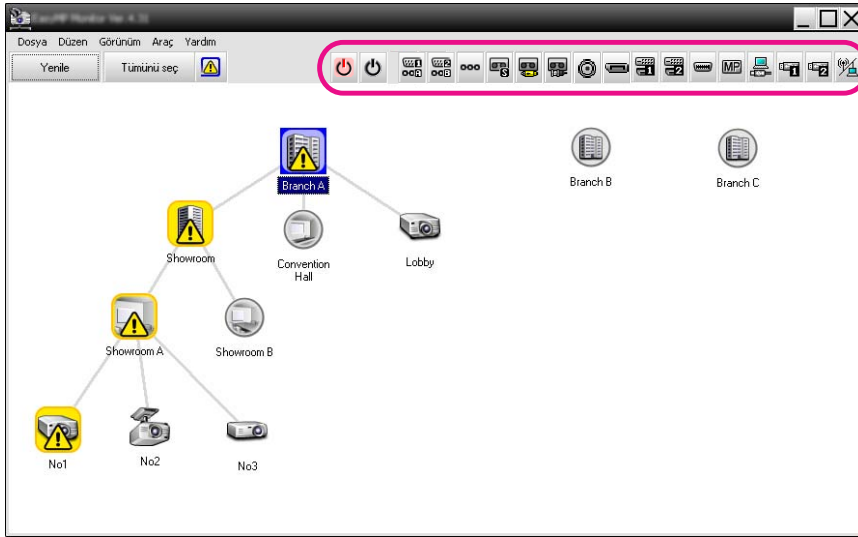 Dosya Düzen Görünüm Araç Yardım
Yenile Tümünü seç
MP
Branch A
Branch B
Branch C
Showroom
Convention
Hall
Lobby
Showroom A
Showroom B
No1
No2
No3